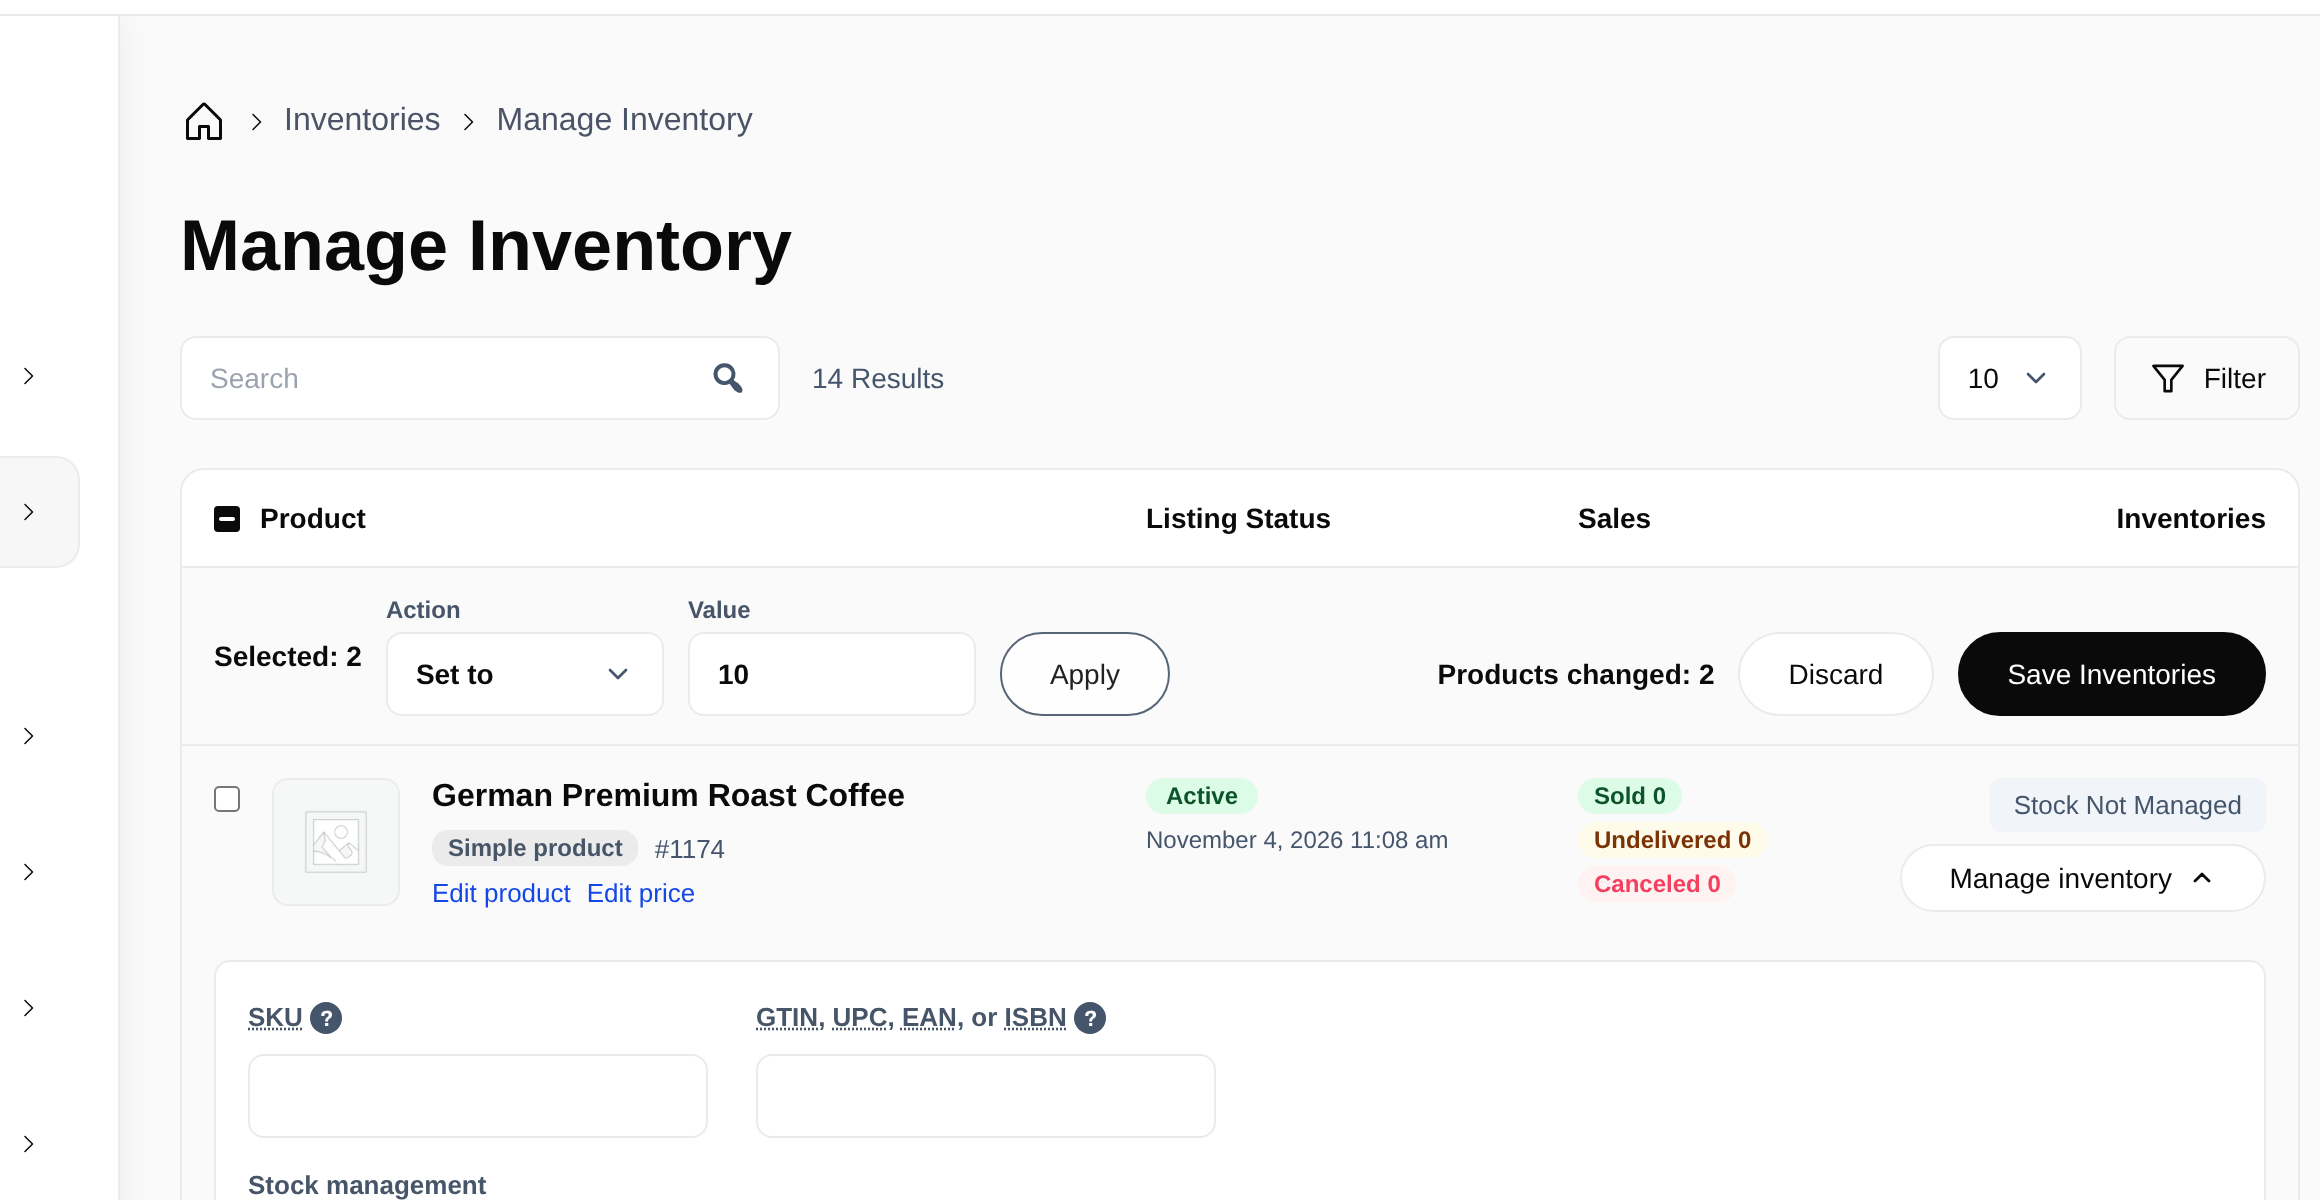 Inventories Manage Inventory
Manage Inventory
Search 14 Results 10 Filter
Product Listing Status Sales Inventories
Action Value
Selected: 2 Set to 10 Apply Products changed: 2 Discard Save Inventories
German Premium Roast Coffee Active Sold 0 Stock Not Managed
Simple product #1174 November 4, 2026 11:08 am Undelivered 0
Edit product Edit price Canceled 0 Manage inventory
SKU ? GTIN, UPC, EAN, or ISBN ?
Stock management